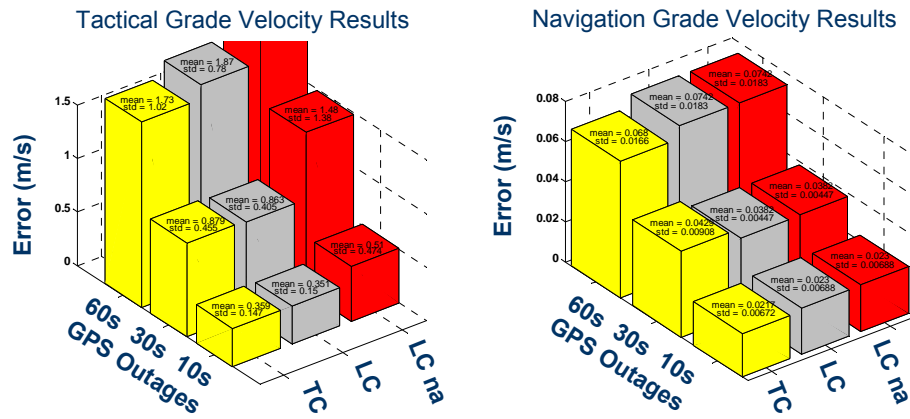 Tactical Grade Velocity Results
Error (m/s)
1.5
1
0.5
0
mean = 1.73
std = 1.02
mean = 1.87
std = 0.78
mean = 0.879
std = 0.455
mean = 0.863
std = 0.405
mean = 1.48
std = 1.38
mean = 0.359
std = 0.147
mean = 0.351
std = 0.15
mean = 0.51
std = 0.474
60s
30s
10s
GPS Outages
TC
LC
LC na
Navigation Grade Velocity Results
Error (m/s)
0.08
0.06
0.04
0.02
0
mean = 0.068
std = 0.0166
mean = 0.0742
std = 0.0183
mean = 0.0742
std = 0.0183
mean = 0.0429
std = 0.00908
mean = 0.0382
std = 0.00447
mean = 0.0382
std = 0.00447
mean = 0.0217
std = 0.00672
mean = 0.023
std = 0.00688
mean = 0.023
std = 0.00688
60s
30s
10s
GPS Outages
TC
LC
LC na